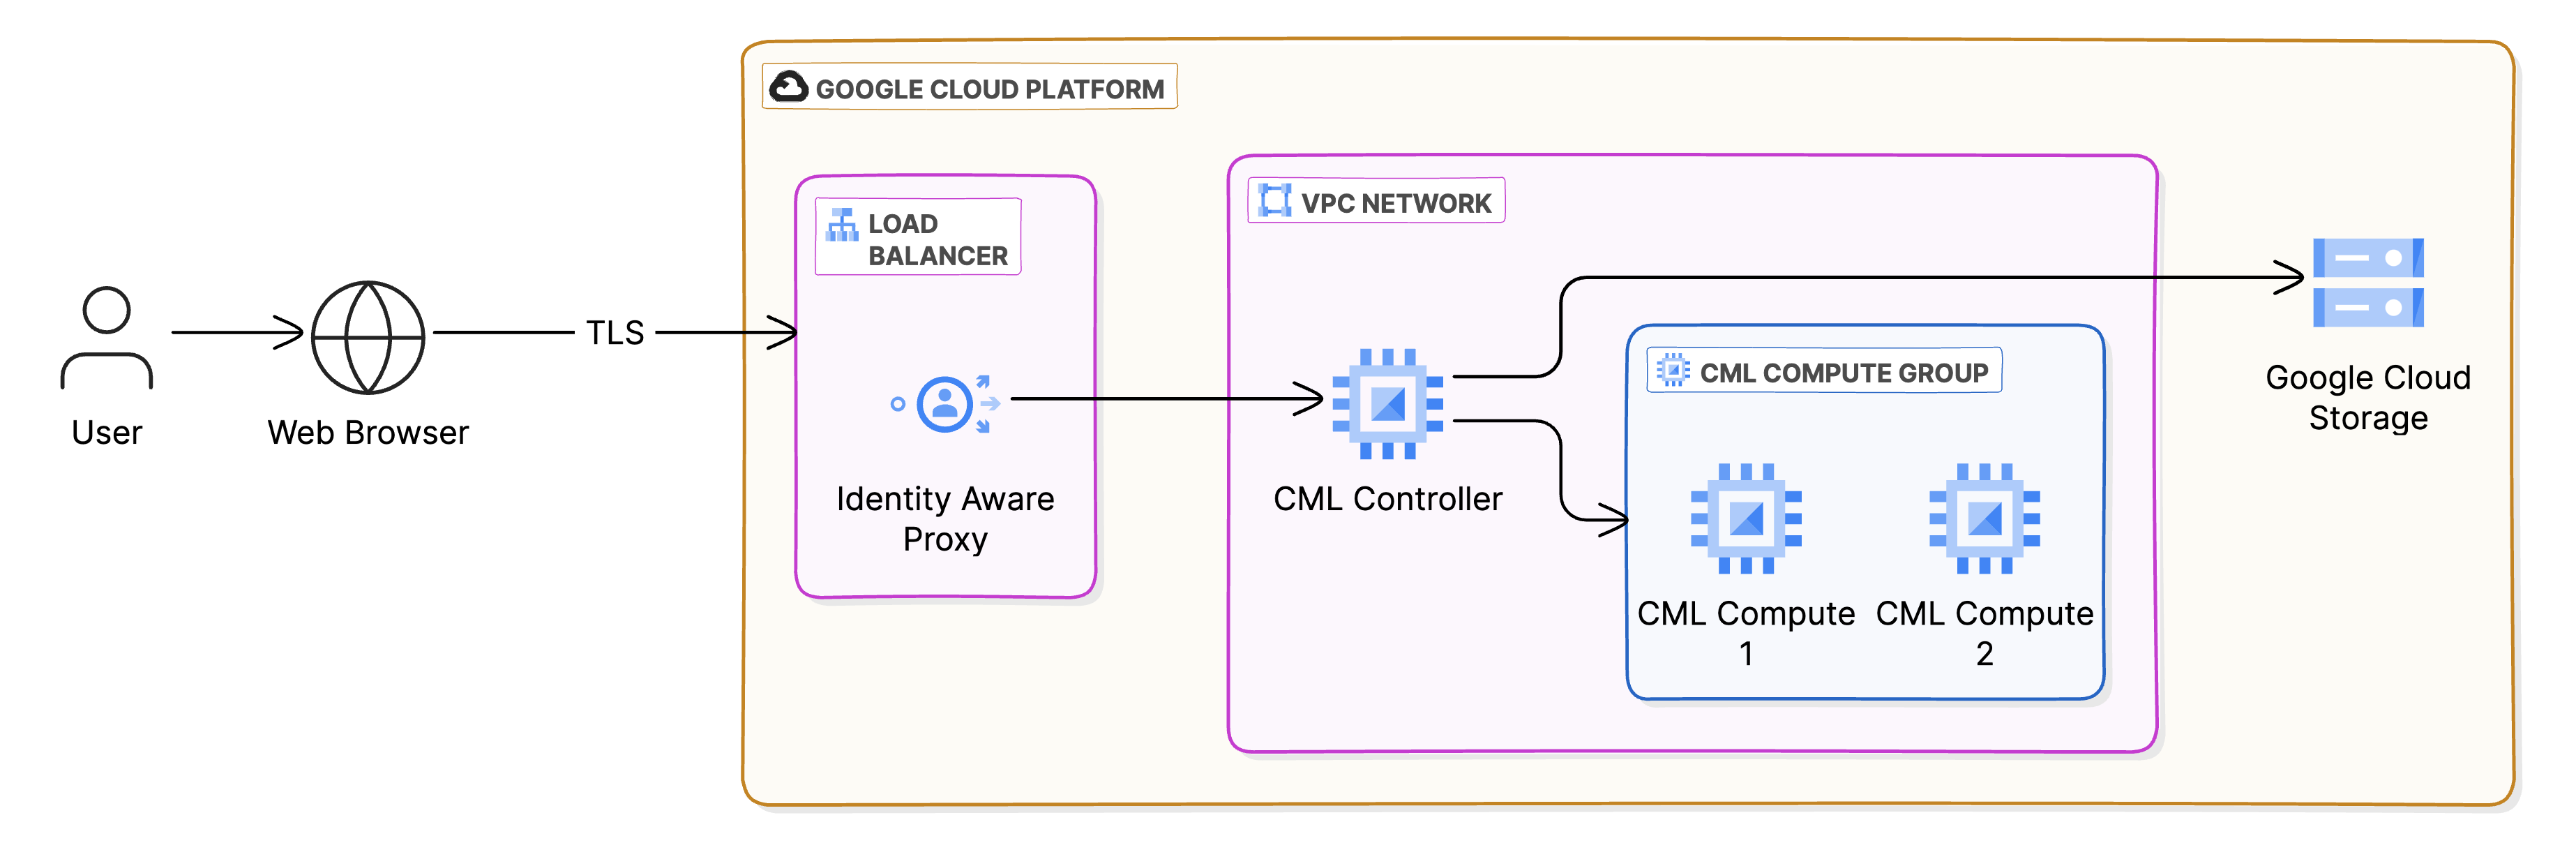 GOOGLE CLOUD PLATFORM
LOAD
BALANCER
VPC NETWORK
TLS
User
Web Browser
Identity Aware
Proxy
CML Controller
CML COMPUTE GROUP
CML Compute
1
CML Compute
2
Google Cloud
Storage